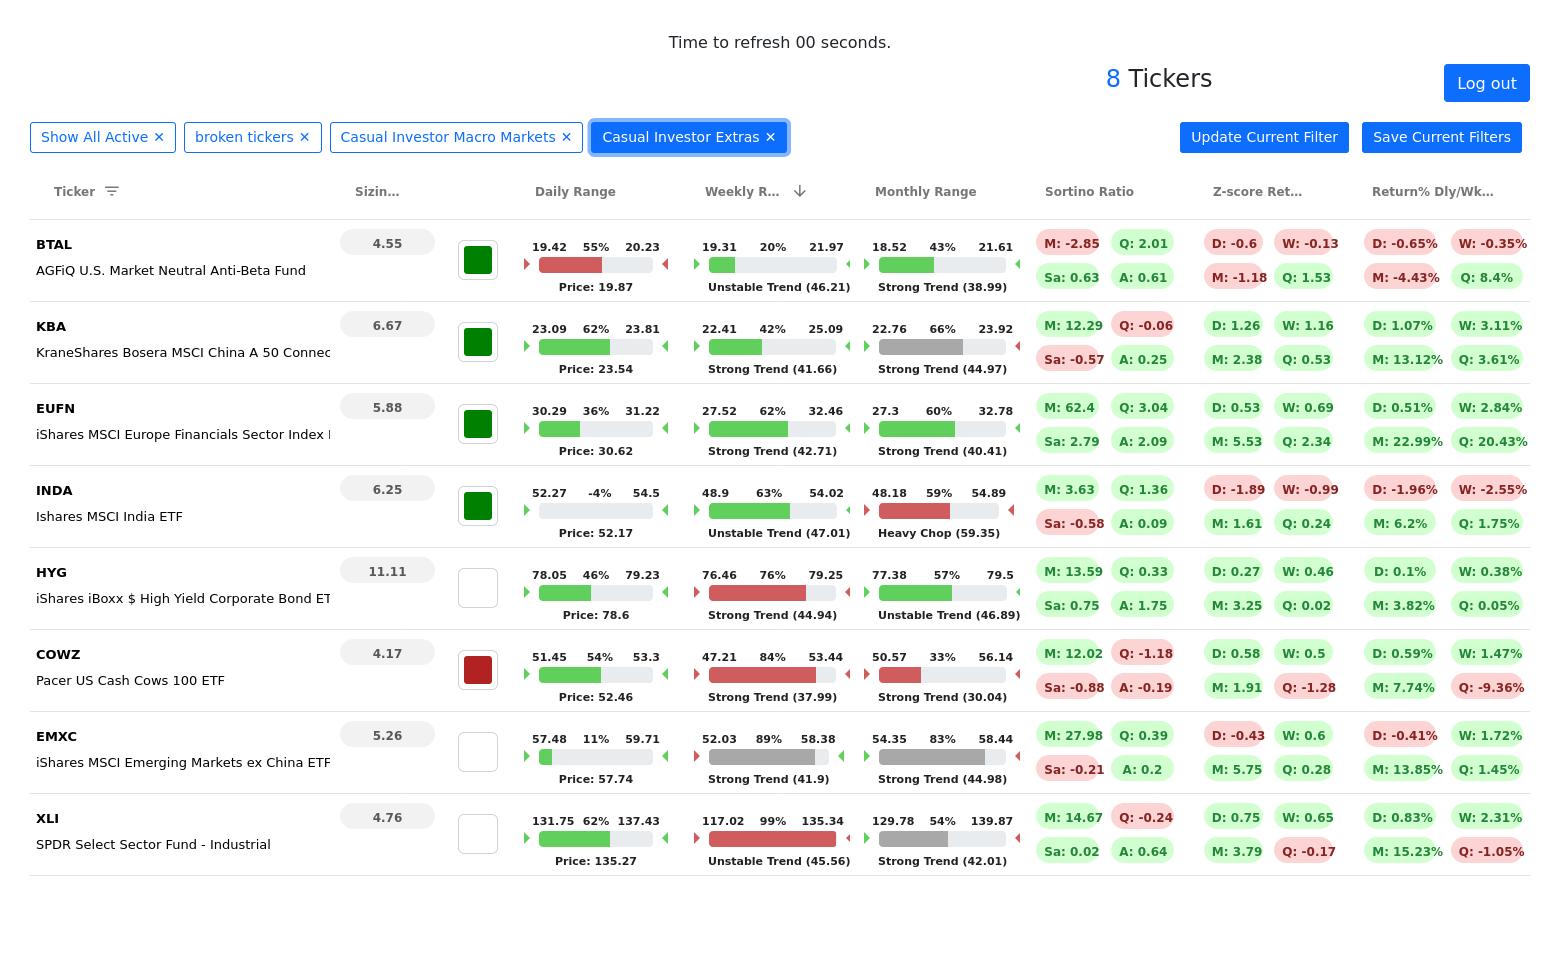 Time to refresh 00 seconds.
8 Tickers
Log out
Show All Active ✕ broken tickers ✕ Casual Investor Macro Markets ✕ Casual Investor Extras ✕ Update Current Filter Save Current Filters
Ticker Sizin... Daily Range Weekly R... Monthly Range Sortino Ratio Z-score Ret... Return% Dly/Wk...
BTAL 4.55 19.42 55% 20.23 19.31 20% 21.97 18.52 43% 21.61 M: -2.85 Q: 2.01 D: -0.6 W: -0.13 D: -0.65% W: -0.35%
AGFiQ U.S. Market Neutral Anti-Beta Fund Price: 19.87 Unstable Trend (46.21) Strong Trend (38.99) Sa: 0.63 A: 0.61 M: -1.18 Q: 1.53 M: -4.43% Q: 8.4%
KBA 6.67 23.09 62% 23.81 22.41 42% 25.09 22.76 66% 23.92 M: 12.29 Q: -0.06 D: 1.26 W: 1.16 D: 1.07% W: 3.11%
KraneShares Bosera MSCI China A 50 Connec Price: 23.54 Strong Trend (41.66) Strong Trend (44.97) Sa: -0.57 A: 0.25 M: 2.38 Q: 0.53 M: 13.12% Q: 3.61%
EUFN 5.88 30.29 36% 31.22 27.52 62% 32.46 27.3 60% 32.78 M: 62.4 Q: 3.04 D: 0.53 W: 0.69 D: 0.51% W: 2.84%
iShares MSCI Europe Financials Sector Index Price: 30.62 Strong Trend (42.71) Strong Trend (40.41) Sa: 2.79 A: 2.09 M: 5.53 Q: 2.34 M: 22.99% Q: 20.43%
INDA 6.25 52.27 -4% 54.5 48.9 63% 54.02 48.18 59% 54.89 M: 3.63 Q: 1.36 D: -1.89 W: -0.99 D: -1.96% W: -2.55%
Ishares MSCI India ETF Price: 52.17 Unstable Trend (47.01) Heavy Chop (59.35) Sa: -0.58 A: 0.09 M: 1.61 Q: 0.24 M: 6.2% Q: 1.75%
HYG 11.11 78.05 46% 79.23 76.46 76% 79.25 77.38 57% 79.5 M: 13.59 Q: 0.33 D: 0.27 W: 0.46 D: 0.1% W: 0.38%
iShares iBoxx $ High Yield Corporate Bond ET Price: 78.6 Strong Trend (44.94) Unstable Trend (46.89) Sa: 0.75 A: 1.75 M: 3.25 Q: 0.02 M: 3.82% Q: 0.05%
COWZ 4.17 51.45 54% 53.3 47.21 84% 53.44 50.57 33% 56.14 M: 12.02 Q: -1.18 D: 0.58 W: 0.5 D: 0.59% W: 1.47%
Pacer US Cash Cows 100 ETF Price: 52.46 Strong Trend (37.99) Strong Trend (30.04) Sa: -0.88 A: -0.19 M: 1.91 Q: -1.28 M: 7.74% Q: -9.36%
EMXC 5.26 57.48 11% 59.71 52.03 89% 58.38 54.35 83% 58.44 M: 27.98 Q: 0.39 D: -0.43 W: 0.6 D: -0.41% W: 1.72%
iShares MSCI Emerging Markets ex China ETF Price: 57.74 Strong Trend (41.9) Strong Trend (44.98) Sa: -0.21 A: 0.2 M: 5.75 Q: 0.28 M: 13.85% Q: 1.45%
XLI 4.76 131.75 62% 137.43 117.02 99% 135.34 129.78 54% 139.87 M: 14.67 Q: -0.24 D: 0.75 W: 0.65 D: 0.83% W: 2.31%
SPDR Select Sector Fund - Industrial Price: 135.27 Unstable Trend (45.56) Strong Trend (42.01) Sa: 0.02 A: 0.64 M: 3.79 Q: -0.17 M: 15.23% Q: -1.05%